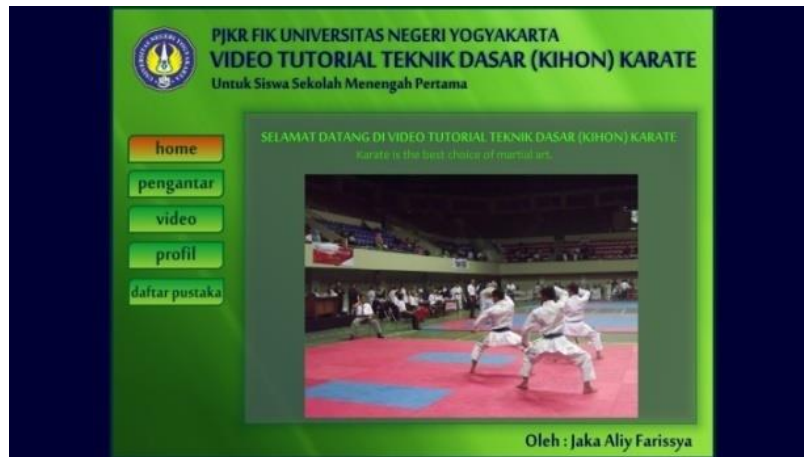 PJKR FIK UNIVERSITAS NEGERI YOGYAKARTA
VIDEO TUTORIAL TEKNIK DASAR (KIHON) KARATE
Untuk Siswa Sekolah Menengah Pertama
home
pengantar
video
profil
daftar pustaka
SELAMAT DATANG DI VIDEO TUTORIAL TEKNIK DASAR (KIHON) KARATE
Karate is the best choice of martial art.
Oleh : Jaka Aliy Farissya